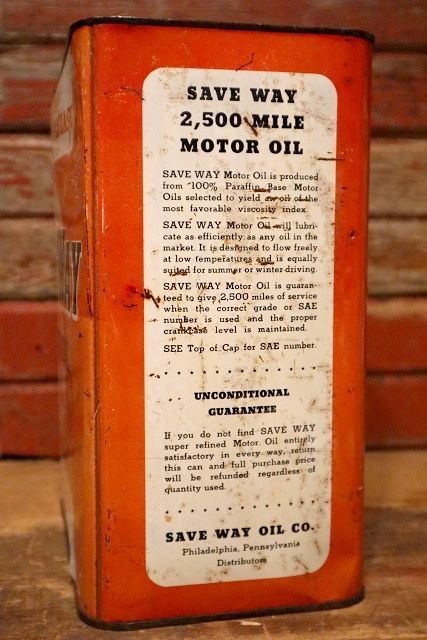 SAVE WAY
2,500 MILE
MOTOR OIL
SAVE WAY Motor Oil is produced
from 100% Paraffin Base Motor
Oils selected to yield an oil of the
most favorable viscosity index.
SAVE WAY Motor Oil will lubri-
cate as efficiently as any oil in the
market. It is designed to flow freely
at low temperatures and is equally
suited for summer or winter driving.
SAVE WAY Motor Oil is guaran-
teed to give 2,500 miles of service
when the correct grade or SAE
number is used and the proper
crankcase level is maintained.
SEE Top of Cap for SAE number.
UNCONDITIONAL
GUARANTEE
If you do not find SAVE WAY
super refined Motor Oil entirely
satisfactory in every way, return
this can and full purchase price
will be refunded regardless of
quantity used.
SAVE WAY OIL CO.
Philadelphia, Pennsylvania
Distributors